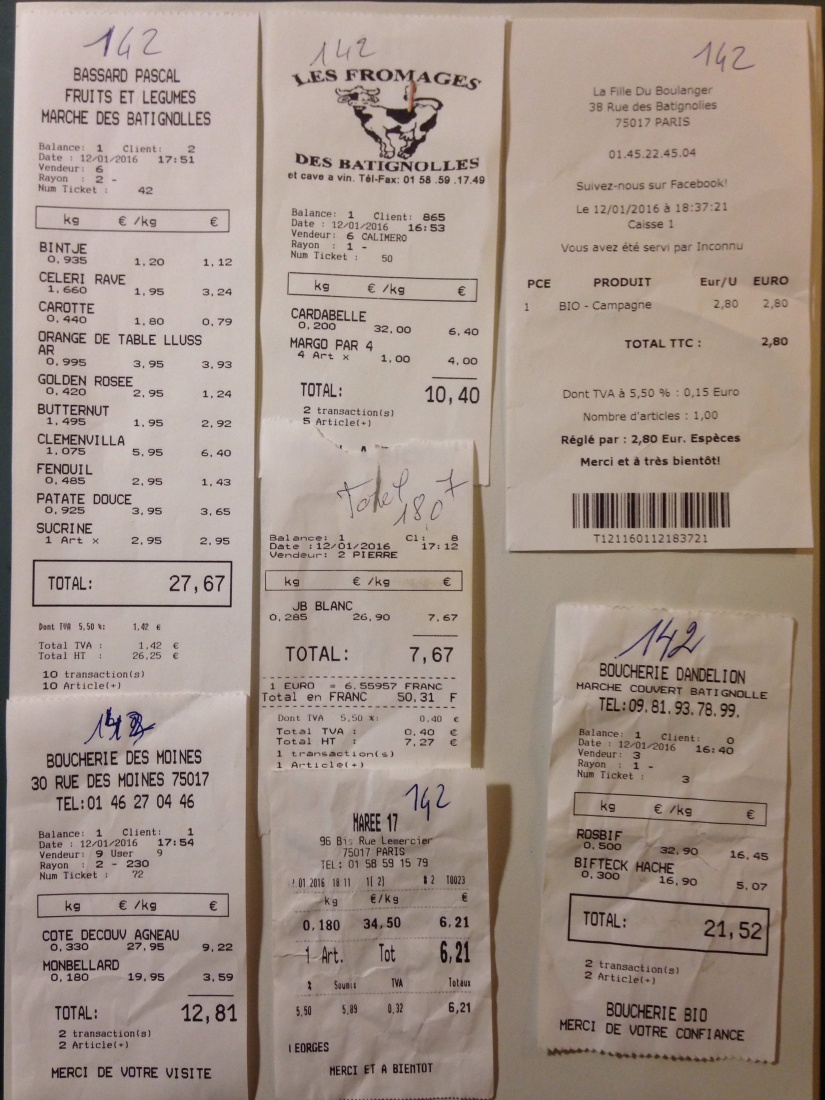 142
BASSARD PASCAL
FRUITS ET LEGUMES
MARCHE DES BATIGNOLLES
Balance: 1 Client: 2
Date : 12/01/2016 17:51
Vendeur: 6
Rayon : 2 -
Num Ticket : 42
kg € /kg €
BINTJE
0,935 1,20 1,12
CELERI RAVE
1,660 1,95 3,24
CAROTTE
0,440 1,80 0,79
ORANGE DE TABLE LLUSS
AR
0,995 3,95 3,93
GOLDEN ROSEE
0,420 2,95 1,24
BUTTERNUT
1,495 1,95 2,92
CLEMENVILLA
1,075 5,95 6,40
FENOUIL
0,485 2,95 1,43
PATATE DOUCE
0,925 3,95 3,65
SUCRINE
1 Art x 2,95 2,95
TOTAL: 27,67
Dont TVA 5,50 %: 1,42 €
Total TVA : 1,42 €
Total HT : 26,25 €
10 transaction(s)
10 Article(+)
BOUCHERIE DES MOINES
30 RUE DES MOINES 75017
TEL:01 46 27 04 46
Balance: 1 Client: 1
Date : 12/01/2016 17:54
Vendeur: 9 User 9
Rayon : 2 - 230
Num Ticket : 72
kg € /kg €
COTE DECOUV AGNEAU
0,330 27,95 9,22
MONBELLARD
0,180 19,95 3,59
TOTAL: 12,81
2 transaction(s)
2 Article(+)
MERCI DE VOTRE VISITE
142
LES FROMAGES
DES BATIGNOLLES
et cave a vin. Tél-Fax: 01 58 .59 .17.49
Balance: 1 Client: 865
Date : 12/01/2016 16:53
Vendeur: 6 CALIMERO
Rayon : 1 -
Num Ticket : 50
kg € /kg €
CARDABELLE
0,200 32,00 6,40
MARGO PAR 4
4 Art x 1,00 4,00
TOTAL: 10,40
2 transaction(s)
5 Article(+)
Total 180
7
Balance: 1 Cl: 8
Date :12/01/2016 17:12
Vendeur: 2 PIERRE
kg € /kg €
JB BLANC
0,285 26,90 7,67
TOTAL: 7,67
1 EURO = 6,55957 FRANC
Total en FRANC 50,31 F
Dont TVA 5,50 %: 0,40 €
Total TVA : 0,40 €
Total HT : 7,27 €
1 transaction(s)
1 Article(+)
142
MAREE 17
96 Bis Rue Lemercier
75017 PARIS
TEL: 01 58 59 15 79
.01 2016 18 11 1( 2) 2 T0023
kg €/kg €
0,180 34,50 6,21
1 Art. Tot 6,21
% Soumis TVA Totaux
5,50 5,89 0,32 6,21
EORGES
MERCI ET A BIENTOT
142
La Fille Du Boulanger
38 Rue des Batignolles
75017 PARIS
01.45.22.45.04
Suivez-nous sur Facebook!
Le 12/01/2016 à 18:37:21
Caisse 1
Vous avez été servi par Inconnu
PCE PRODUIT Eur/U EURO
1 BIO - Campagne 2,80 2,80
TOTAL TTC : 2,80
Dont TVA à 5,50 % : 0,15 Euro
Nombre d'articles : 1,00
Réglé par : 2,80 Eur. Espèces
Merci et à très bientôt!
T121160112183721
142
BOUCHERIE DANDELION
MARCHE COUVERT BATIGNOLLE
TEL:09.81.93.78.99.
Balance: 1 Client: 0
Date : 12/01/2016 16:40
Vendeur: 3
Rayon : 1 -
Num Ticket : 3
kg € /kg €
ROSBIF
0,500 32,90 16,45
BIFTECK HACHE
0,300 16,90 5,07
TOTAL: 21,52
2 transaction(s)
2 Article(+)
BOUCHERIE BIO
MERCI DE VOTRE CONFIANCE